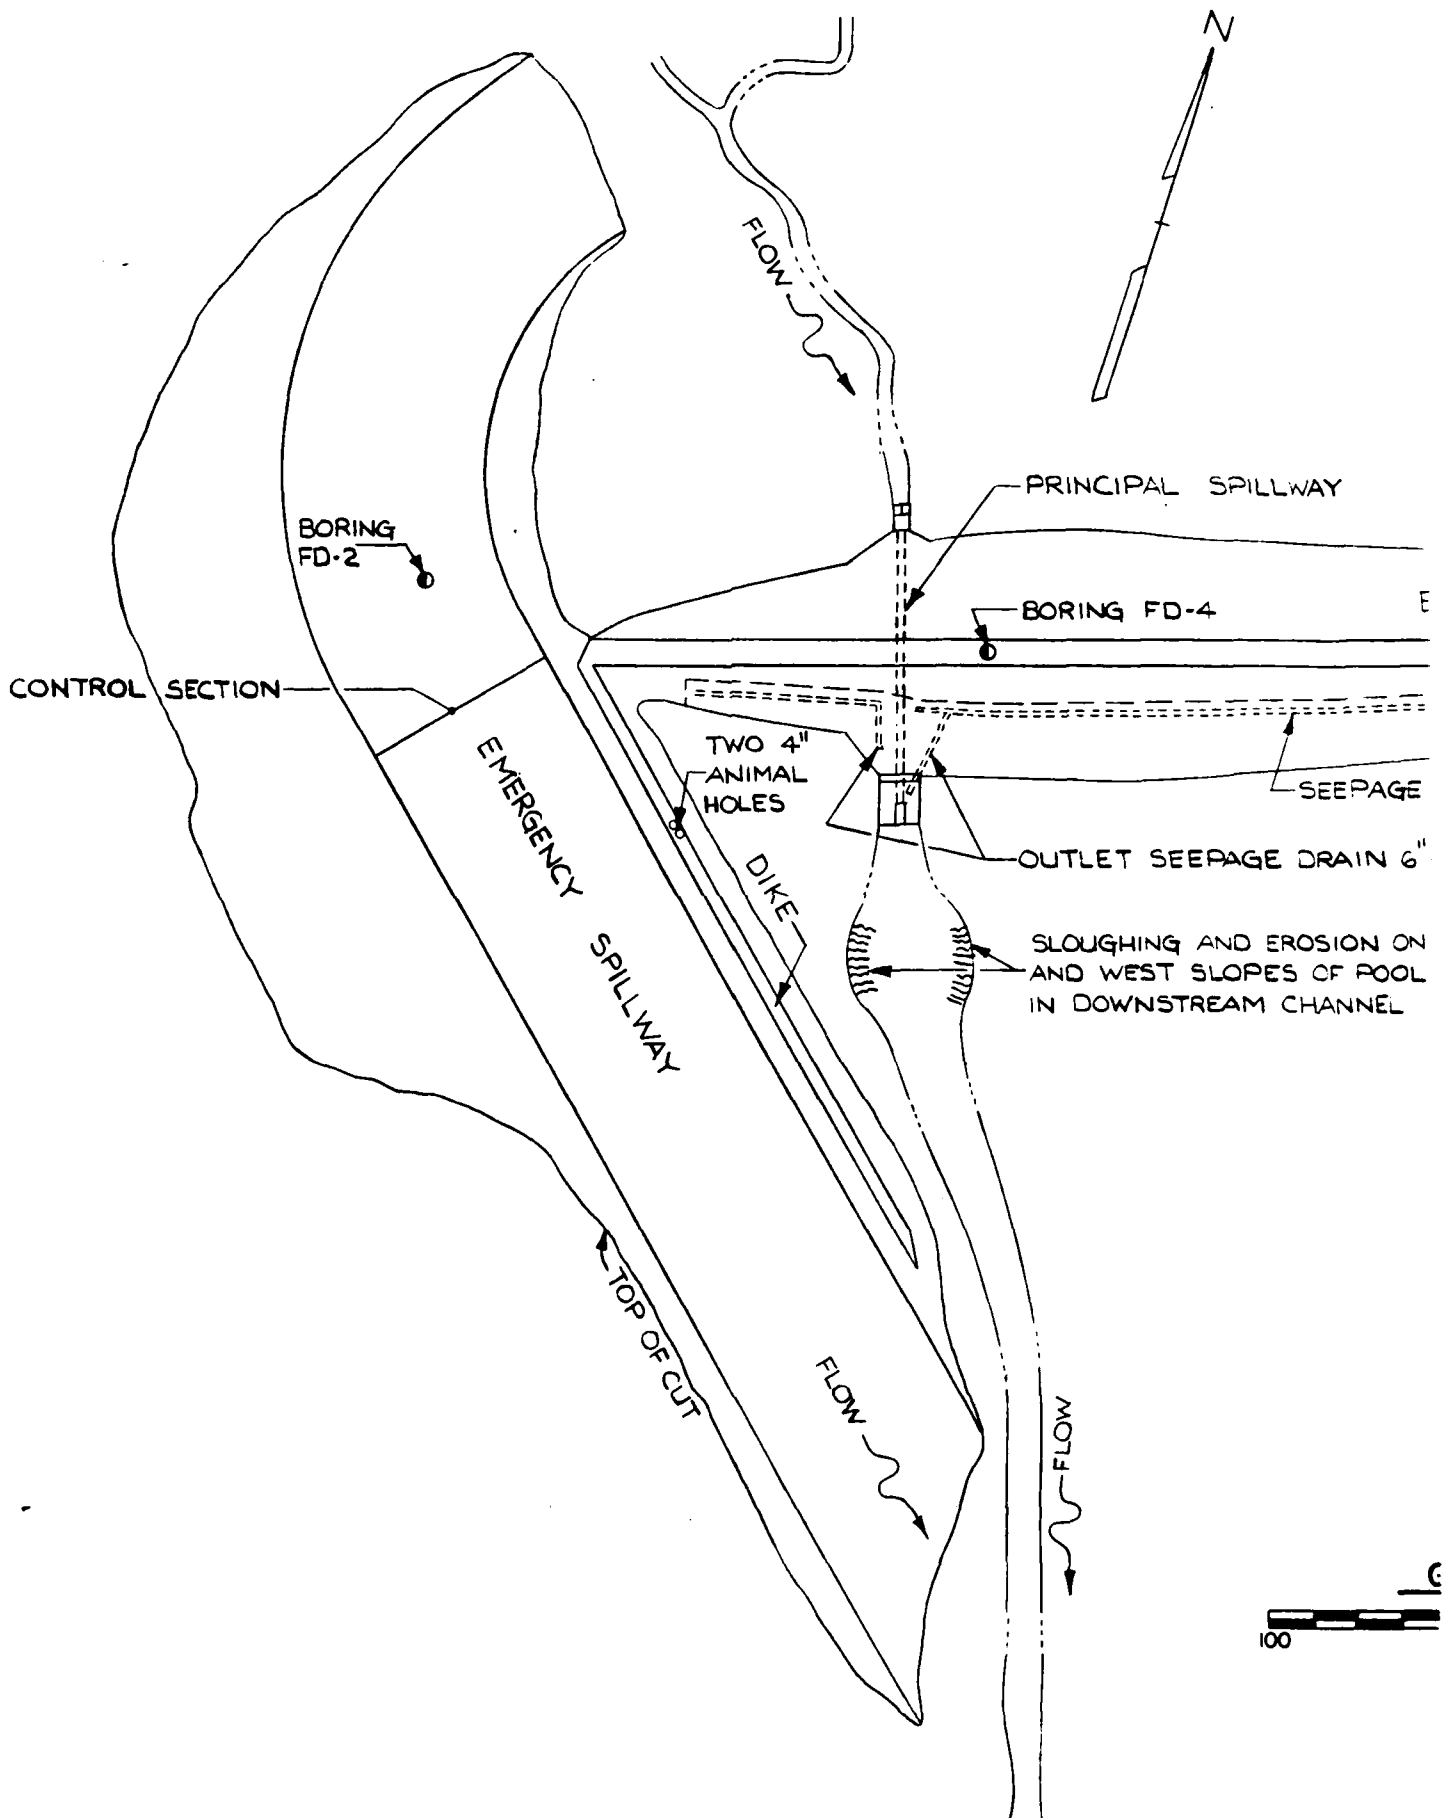 N
FLOW
PRINCIPAL SPILLWAY
BORING
FD-2
BORING FD-4
E
CONTROL SECTION
EMERGENCY SPILLWAY
TWO 4"
ANIMAL
HOLES
SEEPAGE
DIKE
OUTLET SEEPAGE DRAIN 6"
SLOUGHING AND EROSION ON
AND WEST SLOPES OF POOL
IN DOWNSTREAM CHANNEL
TOP OF CUT
FLOW
FLOW
100